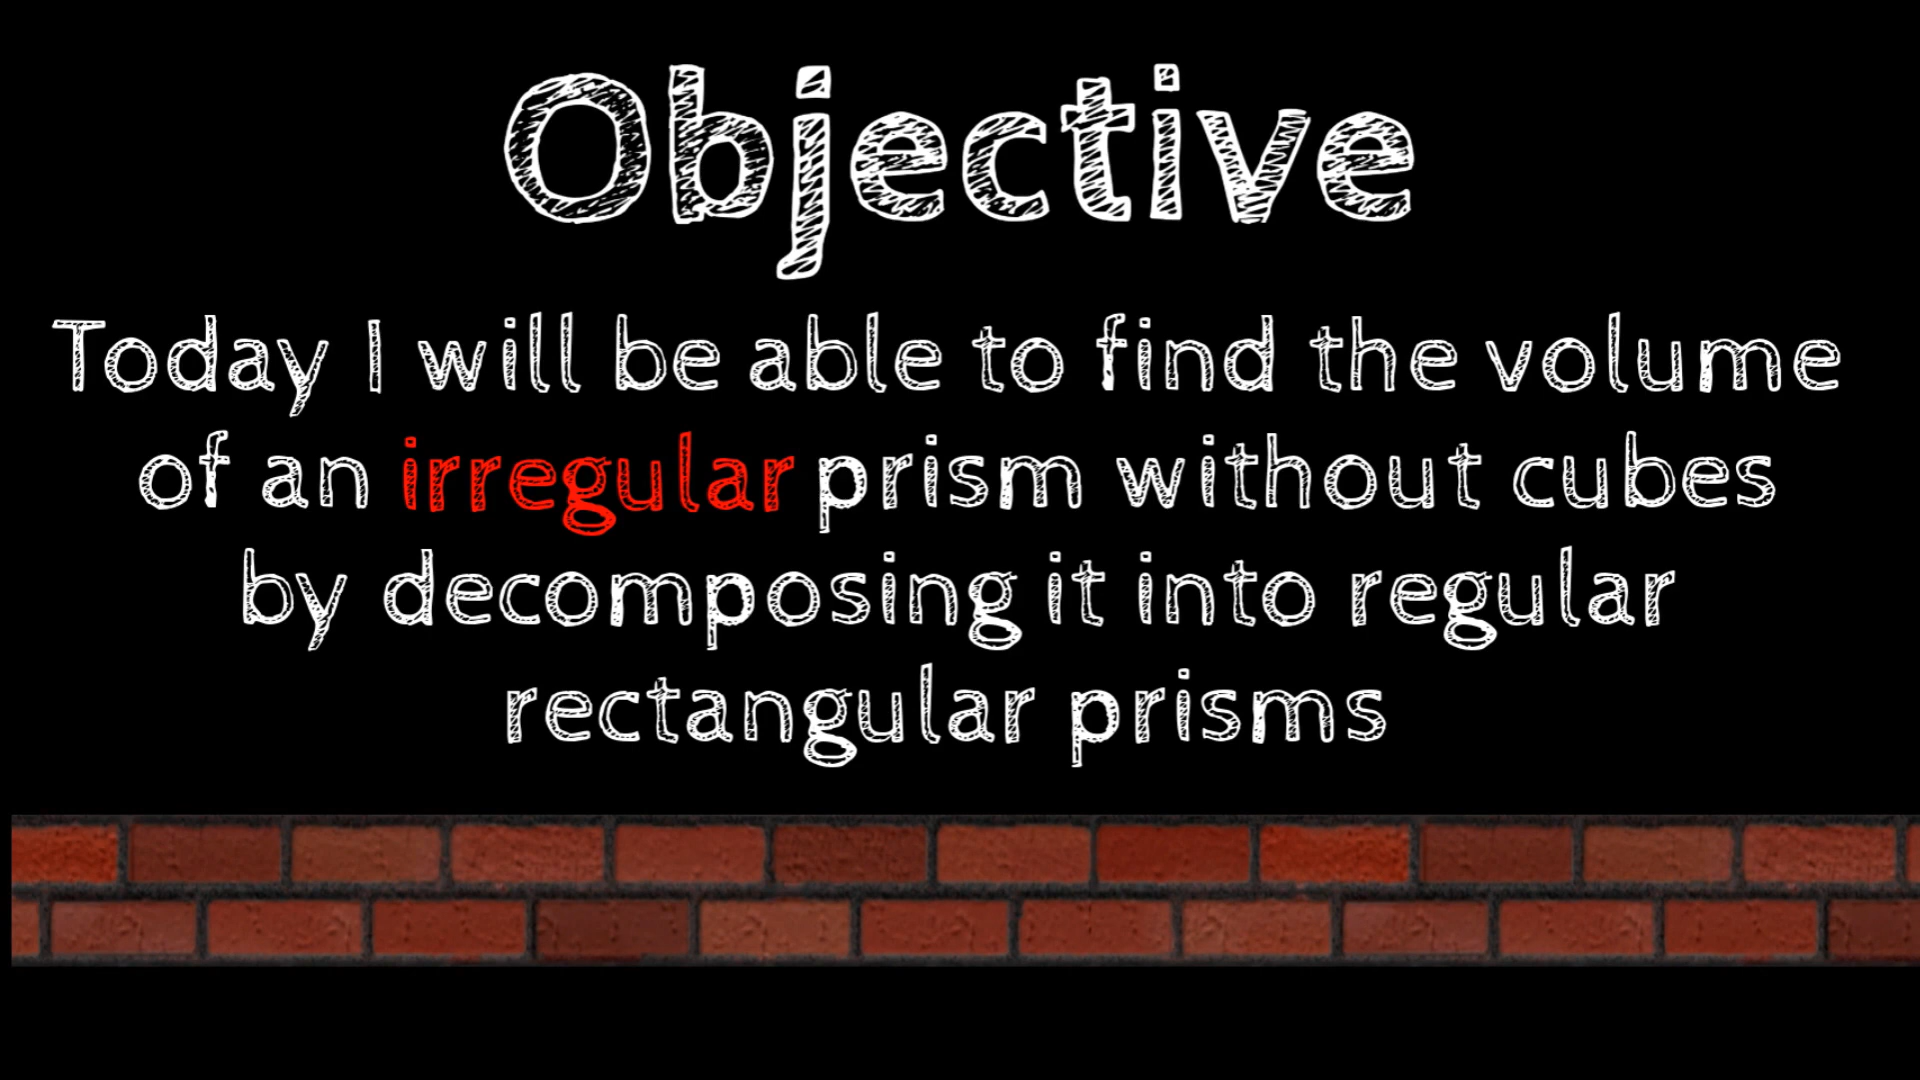 Objective
Today I will be able to find the volume
of an irregular prism without cubes
by decomposing it into regular
rectangular prisms